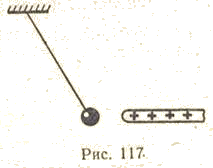 + + + +
Рис. 117.